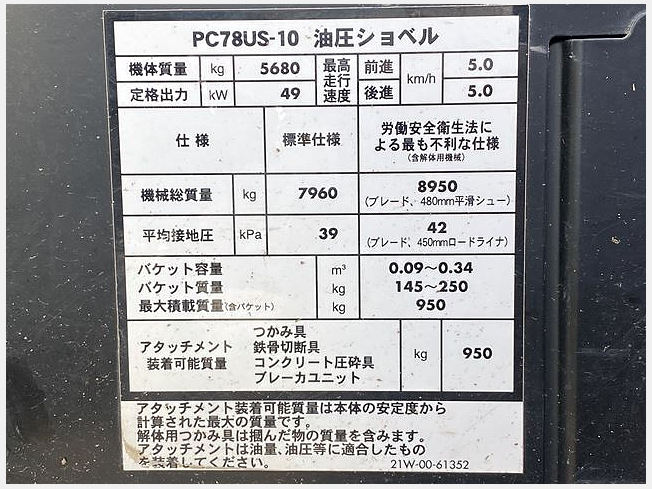 PC78US-10 油圧ショベル
機体質量 kg 5680 最高走行速度 前進 km/h 5.0
定格出力 kW 49 後進 5.0
仕様 標準仕様 労働安全衛生法による最も不利な仕様
(含解体用機械)
機械総質量 kg 7960 8950
(ブレード、480mm平滑シュー)
平均接地圧 kPa 39 42
(ブレード、450mmロードライナ)
バケット容量 m³ 0.09〜0.34
バケット質量 kg 145〜250
最大積載質量(含バケット) kg 950
アタッチメント装着可能質量 つかみ具 kg 950
鉄骨切断具
コンクリート圧砕具
ブレーカユニット
アタッチメント装着可能質量は本体の安定度から
計算された最大の質量です。
解体用つかみ具は掴んだ物の質量を含みます。
アタッチメントは油量、油圧等に適合したもの
を装着してください。 21W-00-61352